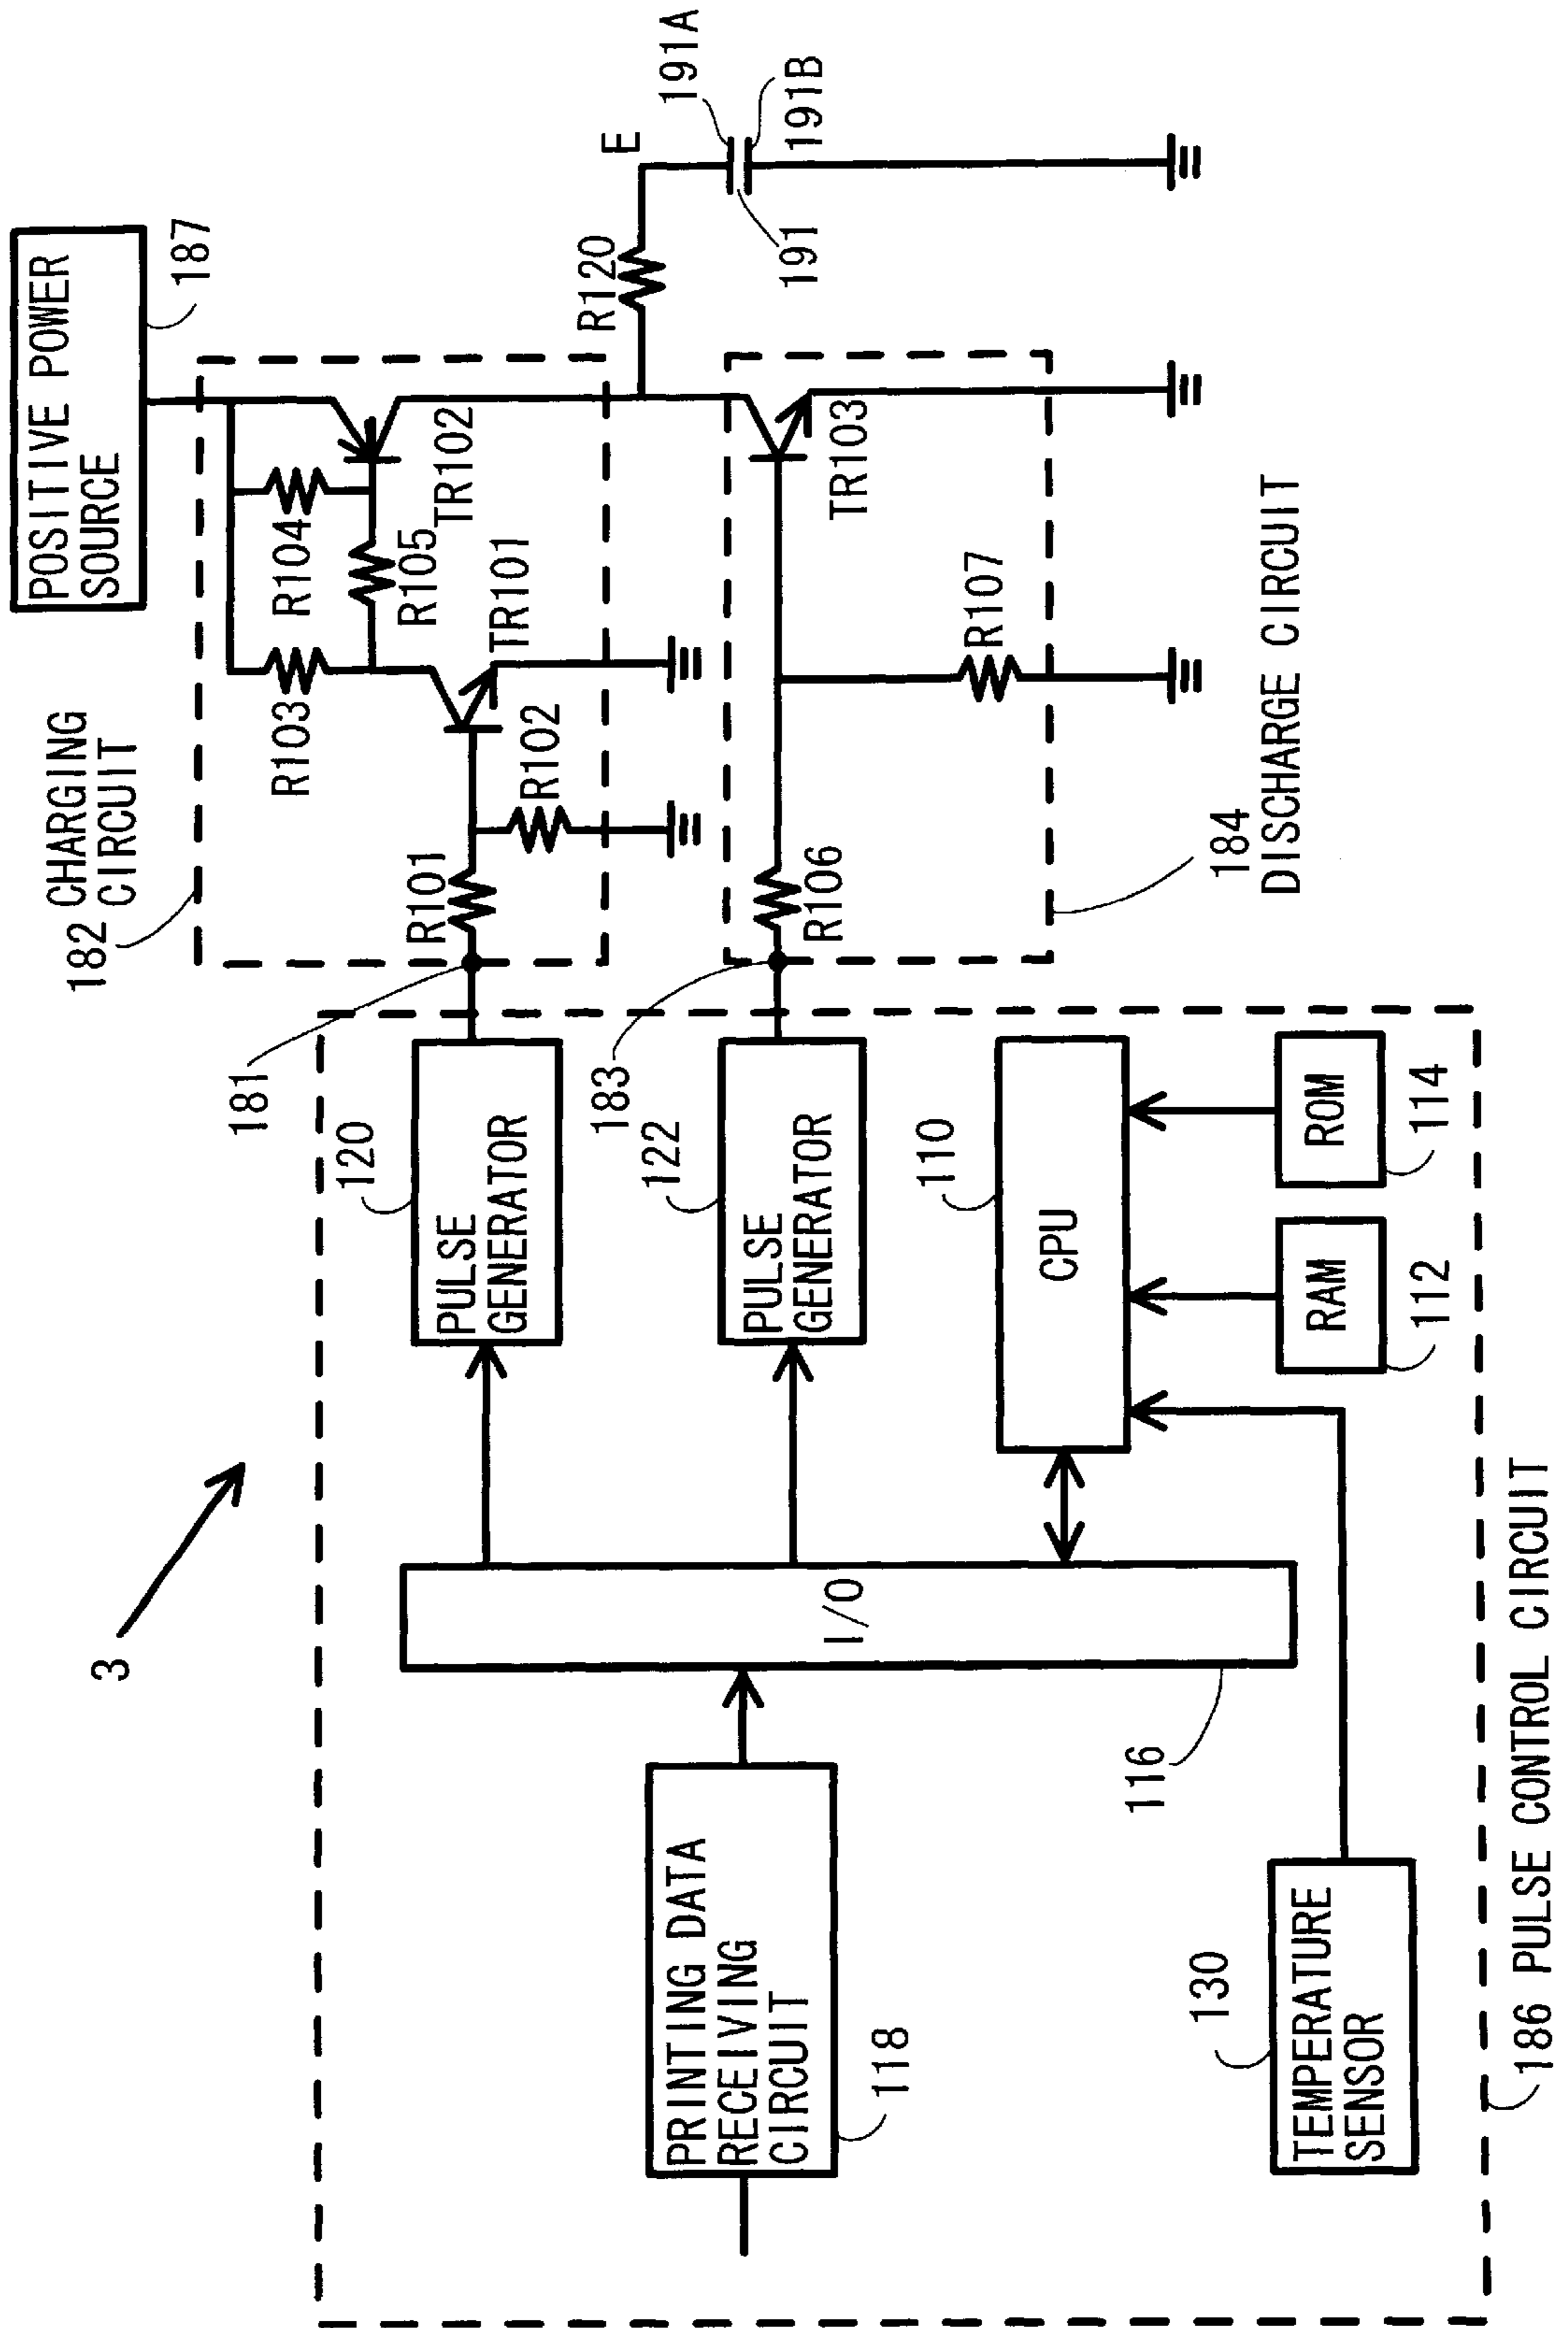 3
POSITIVE POWER
SOURCE
187
182 CHARGING
CIRCUIT
R103
R104
R105
TR102
R101
R102
TR101
181
R120
E
191A
191
191B
183
R106
TR103
R107
184
DISCHARGE CIRCUIT
120
PULSE
GENERATOR
122
PULSE
GENERATOR
110
CPU
ROM
114
RAM
112
I/O
116
PRINTING DATA
RECEIVING
CIRCUIT
118
130
TEMPERATURE
SENSOR
186 PULSE CONTROL CIRCUIT